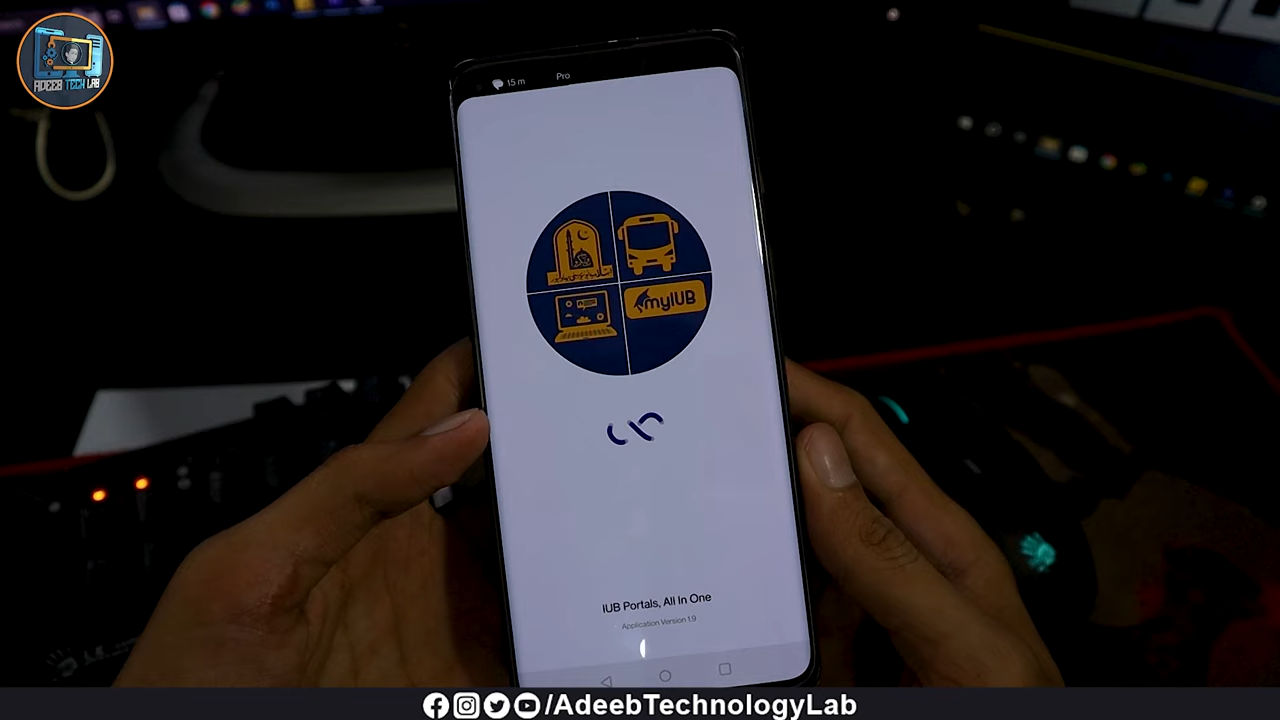 ADEEB TECH LAB
15 m
Pro
myIUB
IUB Portals, All In One
Application Version 1.9
/AdeebTechnologyLab